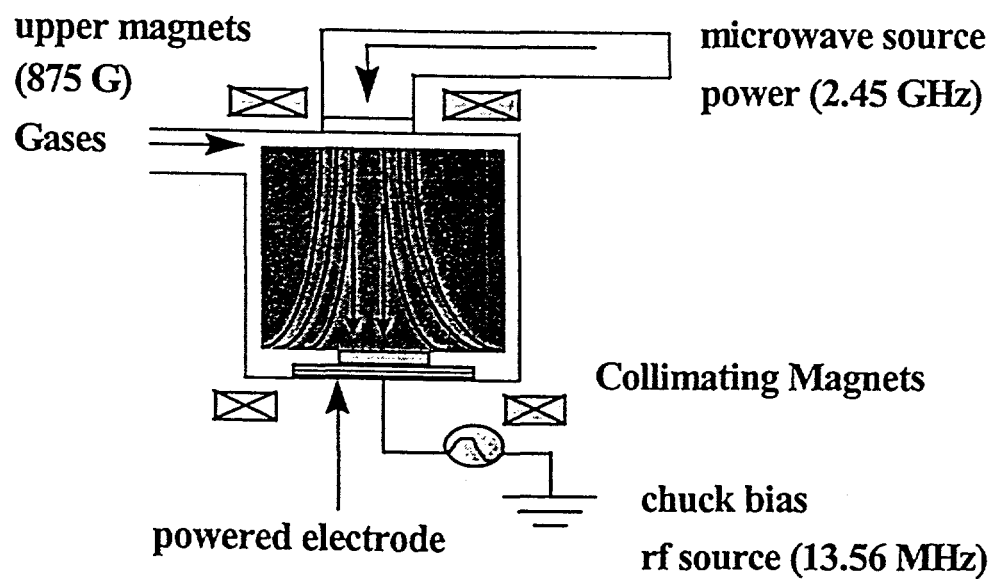 upper magnets
(875 G)
Gases
microwave source
power (2.45 GHz)
Collimating Magnets
chuck bias
rf source (13.56 MHz)
powered electrode